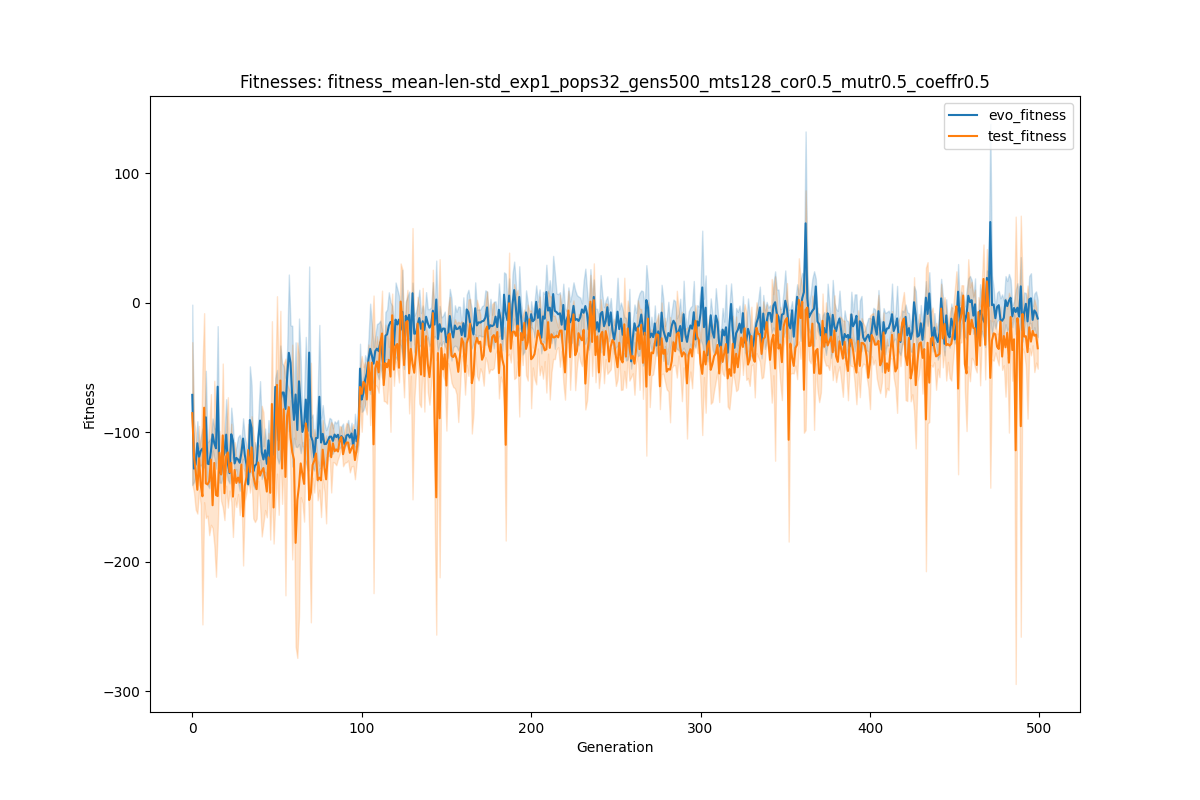 Fitnesses: fitness_mean-len-std_exp1_pops32_gens500_mts128_cor0.5_mutr0.5_coeffr0.5
evo_fitness
test_fitness
100
0
−100
−200
−300
Fitness
0
100
200
300
400
500
Generation